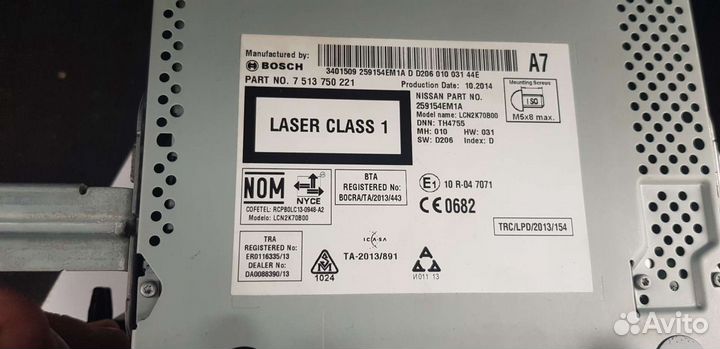 Manufactured by:
BOSCH
3401509 259154EM1A D D206 010 031 44E
A7
PART NO. 7 513 750 221
Production Date: 10.2014
LASER CLASS 1
NISSAN PART NO.
259154EM1A
Model name: LCN2K70B00
DNN: TH4755
MH: 010 HW: 031
SW: D206 Index: D
Mounting Screws
ISO
M5x8 max.
NOM
NYCE
COFETEL: RCPBOLC13-0948-A2
Modelo: LCN2K70B00
BTA
REGISTERED No:
BOCRA/TA/2013/443
E1 10 R-04 7071
CE 0682
TRC/LPD/2013/154
TRA
REGISTERED No:
ER0116335/13
DEALER No:
DA0088390/13
1024
ICASA
TA-2013/891
И011 13
Avito